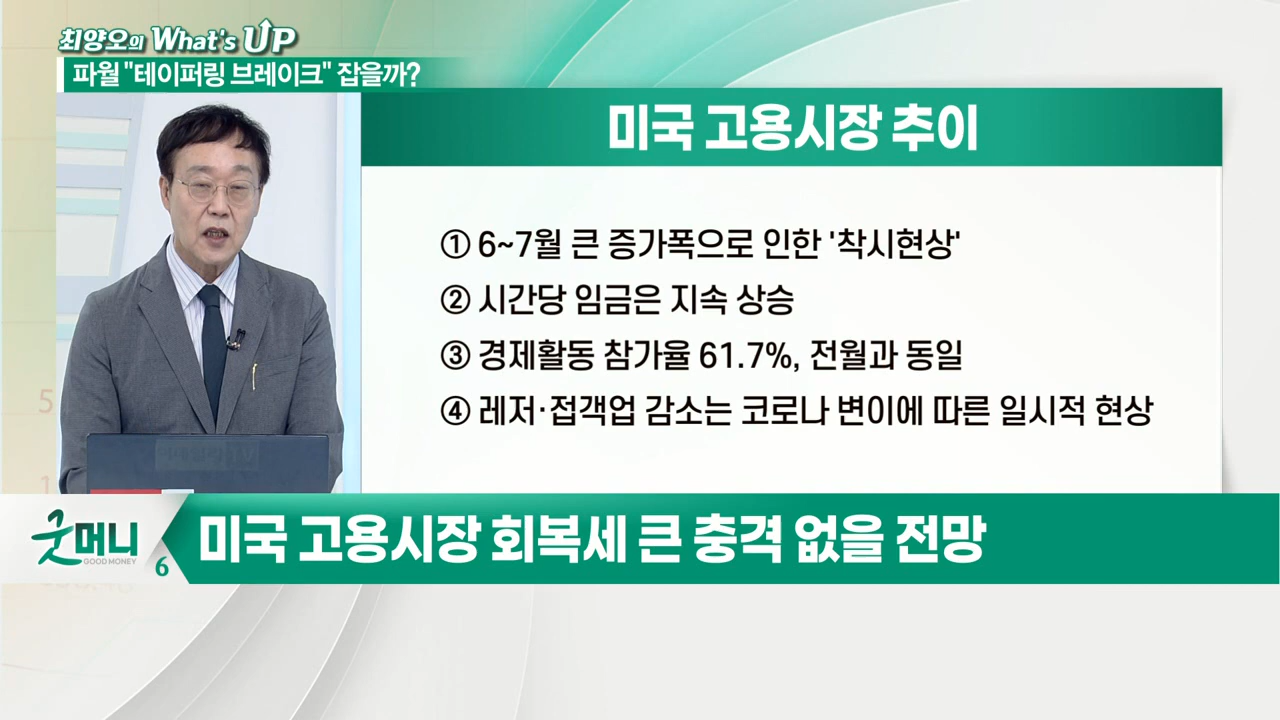 최양오의 What's UP
파월 "테이퍼링 브레이크" 잡을까?
미국 고용시장 추이
① 6~7월 큰 증가폭으로 인한 '착시현상'
② 시간당 임금은 지속 상승
③ 경제활동 참가율 61.7%, 전월과 동일
④ 레저·접객업 감소는 코로나 변이에 따른 일시적 현상
굿머니
GOOD MONEY
6
미국 고용시장 회복세 큰 충격 없을 전망